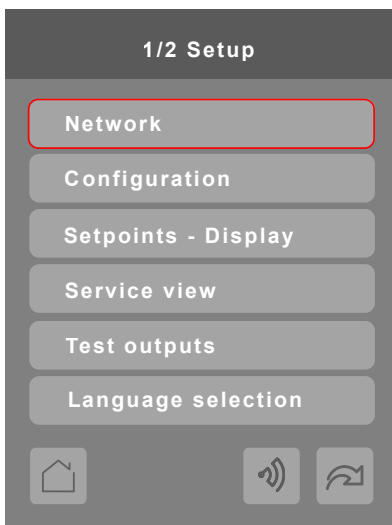 1/2 Setup
Network
Configuration
Setpoints - Display
Service view
Test outputs
Language selection